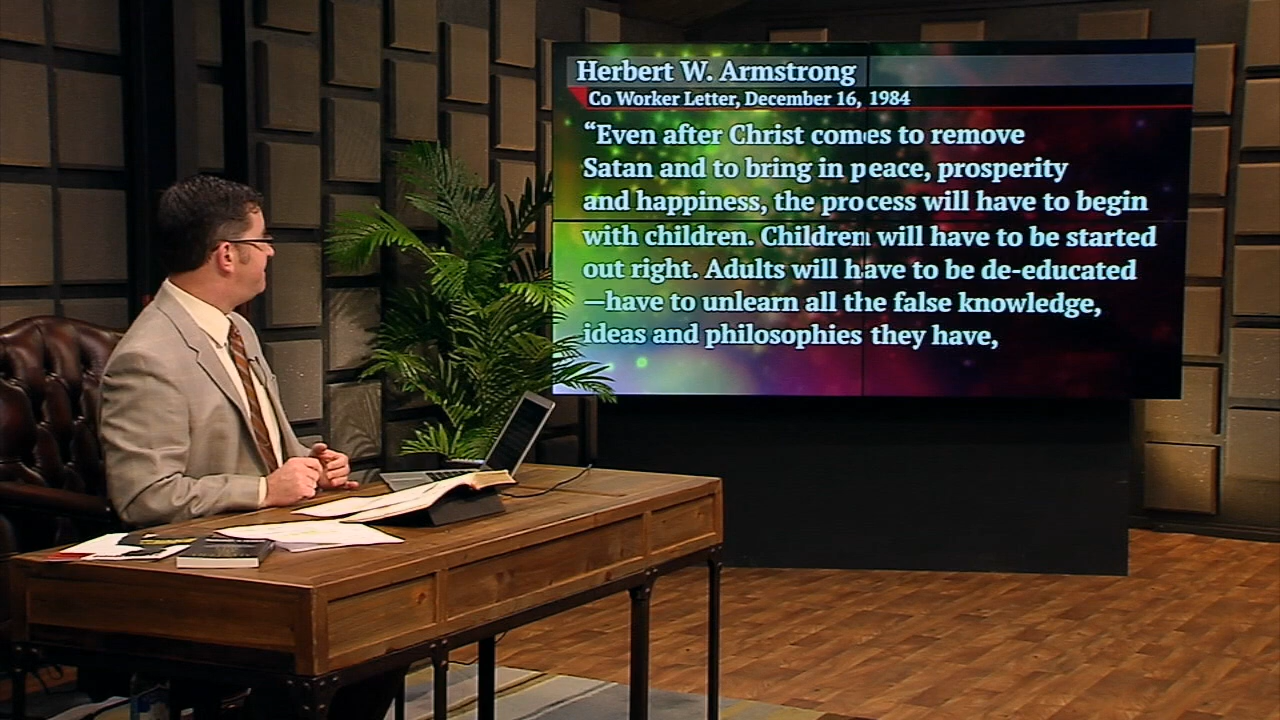 Herbert W. Armstrong
Co Worker Letter, December 16, 1984
“Even after Christ comes to remove
Satan and to bring in peace, prosperity
and happiness, the process will have to begin
with children. Children will have to be started
out right. Adults will have to be de-educated
—have to unlearn all the false knowledge,
ideas and philosophies they have,